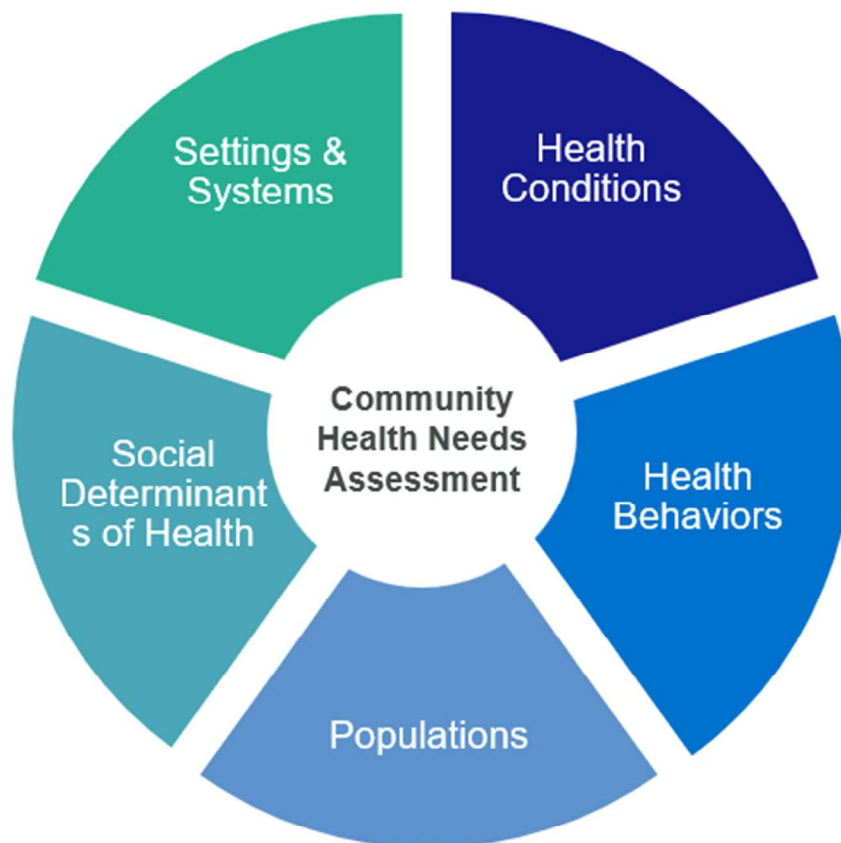 Settings &
Systems
Health
Conditions
Community
Health Needs
Assessment
Social
Determinant
s of Health
Health
Behaviors
Populations